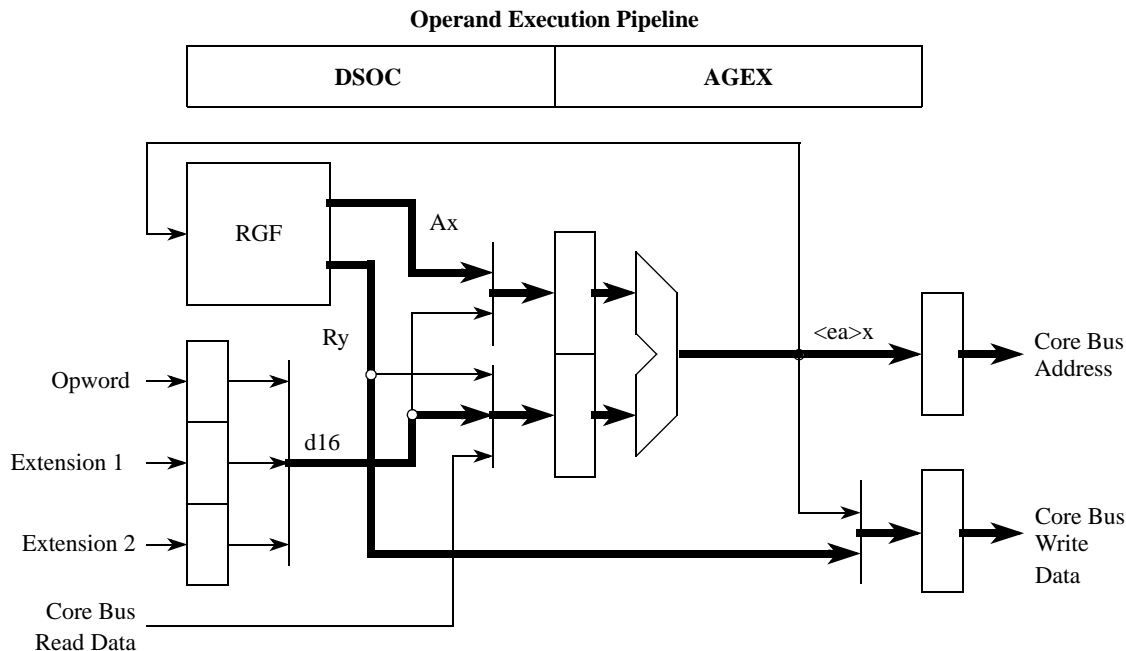 Operand Execution Pipeline
DSOC
AGEX
RGF
Ax
Ry
<ea>x
Core Bus
Address
Opword
d16
Extension 1
Extension 2
Core Bus
Write
Data
Core Bus
Read Data